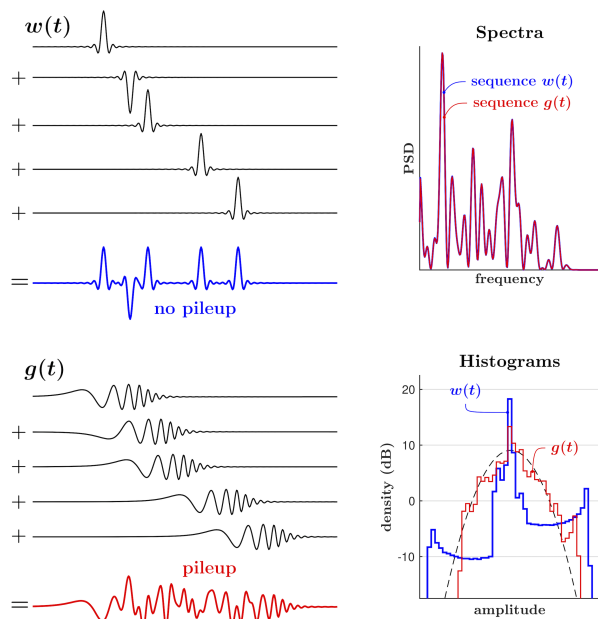 w(t)
+
+
+
+
=
no pileup
Spectra
sequence w(t)
sequence g(t)
PSD
frequency
g(t)
+
+
+
+
pileup
=
Histograms
w(t)
g(t)
20
10
0
-10
density (dB)
amplitude